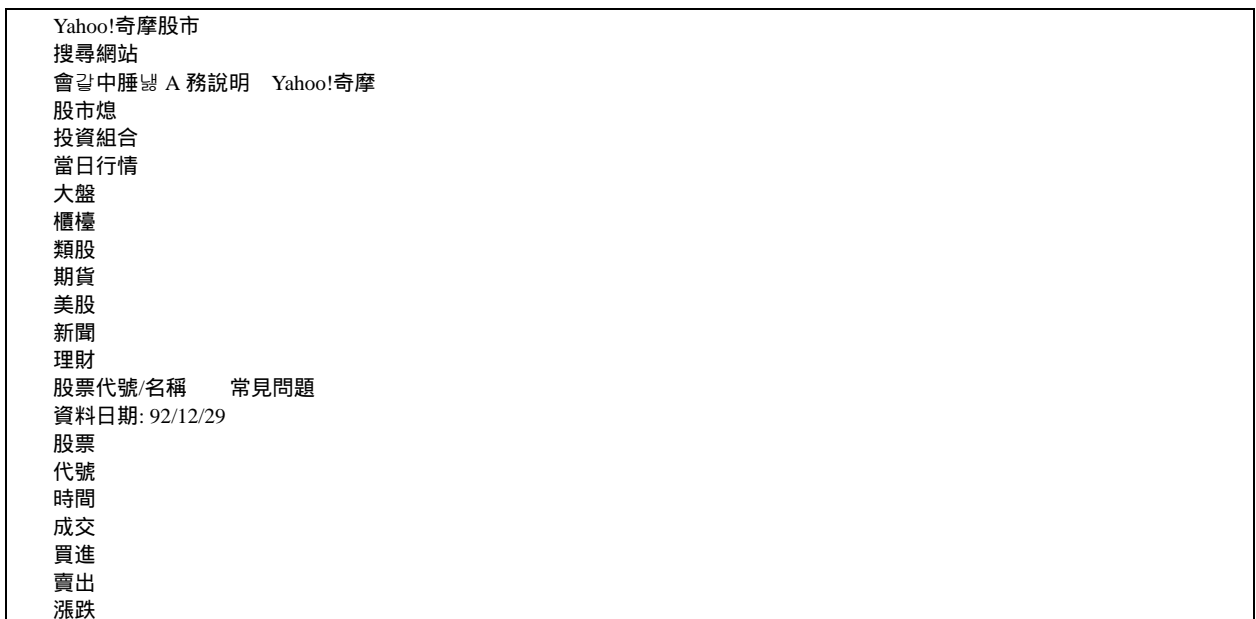 Yahoo!奇摩股市
搜尋網站
會갈中腄냃 A 務說明 Yahoo!奇摩
股市熄
投資組合
當日行情
大盤
櫃檯
類股
期貨
美股
新聞
理財
股票代號/名稱 常見問題
資料日期: 92/12/29
股票
代號
時間
成交
買進
賣出
漲跌